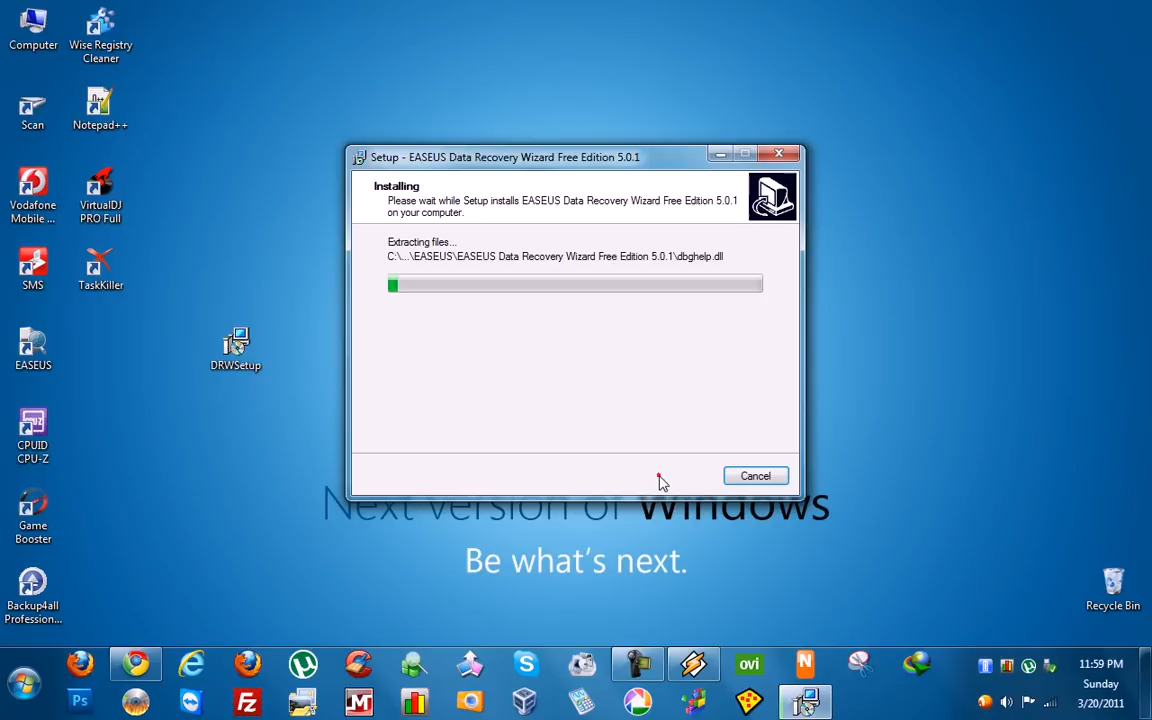 Computer
Wise Registry
Cleaner
Scan
Notepad++
Vodafone
Mobile ...
VirtualDJ
PRO Full
SMS
TaskKiller
EASEUS
DRWSetup
CPUID
CPU-Z
Game
Booster
Backup4all
Profession...
Setup - EASEUS Data Recovery Wizard Free Edition 5.0.1
Installing
Please wait while Setup installs EASEUS Data Recovery Wizard Free Edition 5.0.1
on your computer.
Extracting files...
C:\...\EASEUS\EASEUS Data Recovery Wizard Free Edition 5.0.1\dbghelp.dll
Cancel
Next version of Windows
Be what's next.
Recycle Bin
ovi
N
Ps
Fz
M
11:59 PM
Sunday
3/20/2011